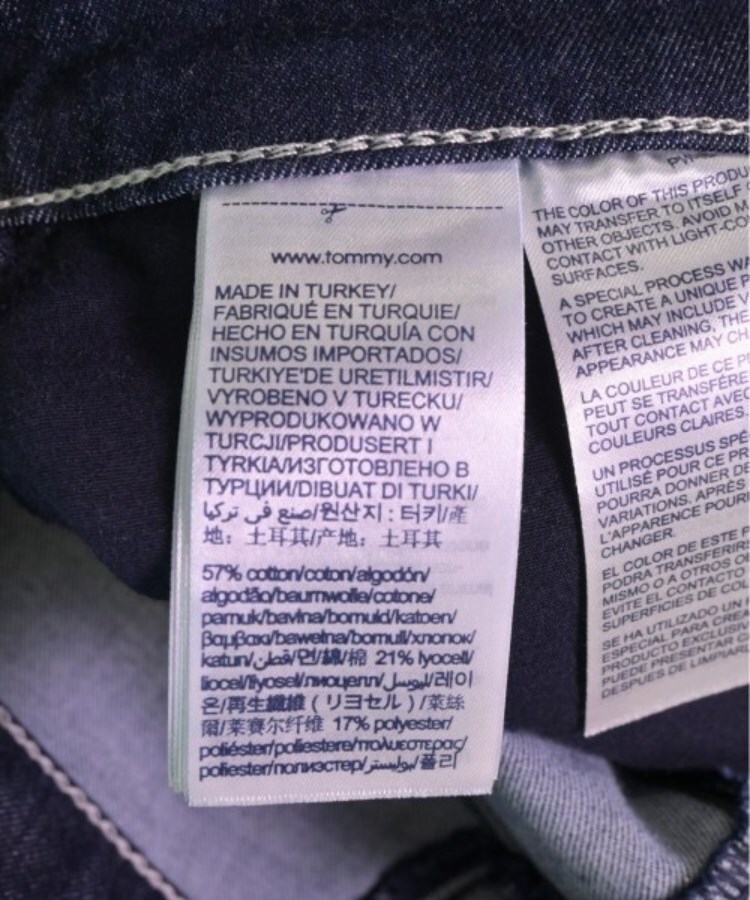 www.tommy.com
MADE IN TURKEY/
FABRIQUÉ EN TURQUIE/
HECHO EN TURQUÍA CON
INSUMOS IMPORTADOS/
TURKIYE'DE URETILMISTIR/
VYROBENO V TURECKU/
WYPRODUKOWANO W
TURCJI/PRODUSERT I
TYRKIA/ИЗГОТОВЛЕНО В
ТУРЦИИ/DIBUAT DI TURKI/
صنع في تركيا/원산지 : 터키/產
地：土耳其/产地：土耳其
57% cotton/coton/algodón/
algodão/baumwolle/cotone/
pamuk/bavlna/bomuld/katoen/
βαμβακι/bawełna/bomull/хлопок/
katun/قطن/면/綿/棉 21% lyocell/
liocel/liyosel/лиоцелл/ليوسل/레이
온/再生繊維 ( リヨセル ) /萊絲
爾/莱赛尔纤维 17% polyester/
poliéster/poliestere/πολυεστερας/
poliester/полиэстер/بوليستر/폴리
THE COLOR OF THIS PRODU
MAY TRANSFER TO ITSELF
OTHER OBJECTS. AVOID M
CONTACT WITH LIGHT-CO
SURFACES.
A SPECIAL PROCESS WA
TO CREATE A UNIQUE
WHICH MAY INCLUDE V
AFTER CLEANING, THE
APPEARANCE MAY CH
LA COULEUR DE CE P
PEUT SE TRANSFÉRE
TOUT CONTACT AVEC
COULEURS CLAIRES.
UN PROCESSUS SPÉ
UTILISÉ POUR CE PR
POURRA DONNER DE
VARIATIONS. APRÈS
L'APPARENCE POUR
CHANGER.
EL COLOR DE ESTE
PODRA TRANSFERIR
MISMO O A OTROS O
EVITE EL CONTACTO
SUPERFICIES DE COL
SE HA UTILIZADO UN
ESPECIAL PARA CREA
PRODUCTO EXCLUSIV
PUEDE PRESENTAR
DESPUES DE LIMPIAR